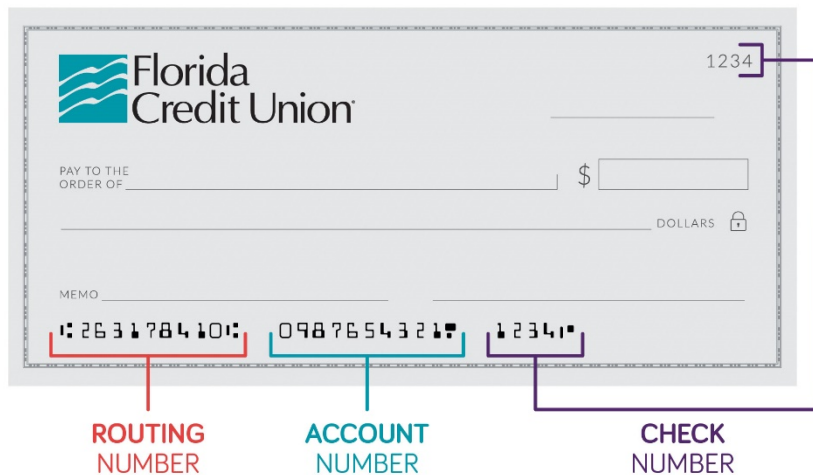 Florida
Credit Union
1234
PAY TO THE
ORDER OF
$
DOLLARS
MEMO
⑆263178410⑆ 0987654321⑈ 1234⑈
ROUTING
NUMBER
ACCOUNT
NUMBER
CHECK
NUMBER